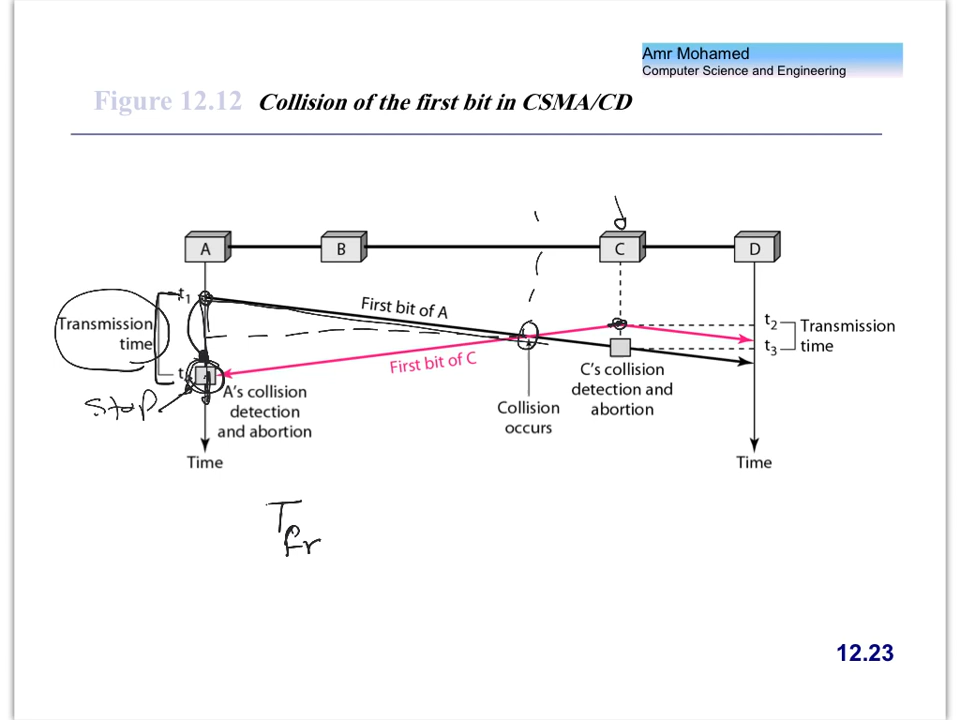 Amr Mohamed
Computer Science and Engineering
Figure 12.12 Collision of the first bit in CSMA/CD
A
B
C
D
t1
First bit of A
t2
Transmission
time
t3
Transmission
time
First bit of C
C's collision
detection and
abortion
t
A's collision
detection
and abortion
Stop
Collision
occurs
Time
Time
Tfr
12.23